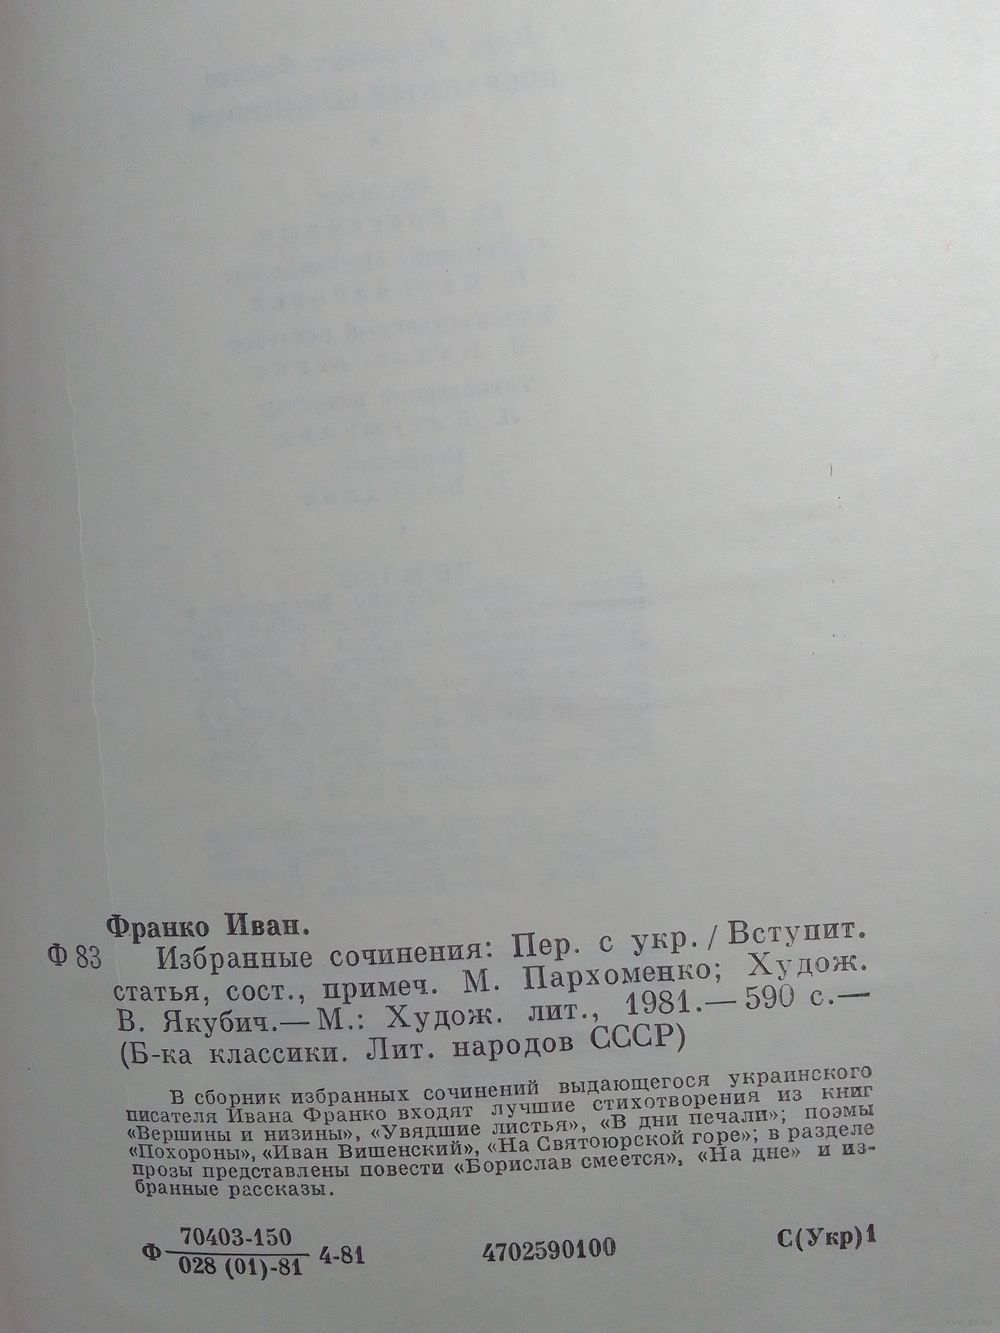 Франко Иван.
Ф 83 Избранные сочинения: Пер. с укр. / Вступит.
статья, сост., примеч. М. Пархоменко; Худож.
В. Якубич.— М.: Худож. лит., 1981.— 590 с.—
(Б-ка классики. Лит. народов СССР)
В сборник избранных сочинений выдающегося украинского
писателя Ивана Франко входят лучшие стихотворения из книг
«Вершины и низины», «Увядшие листья», «В дни печали»; поэмы
«Похороны», «Иван Вишенский», «На Святоюрской горе»; в разделе
прозы представлены повести «Борислав смеется», «На дне» и из-
бранные рассказы.
Ф 70403-150
028 (01)-81 4-81 4702590100 С(Укр)1